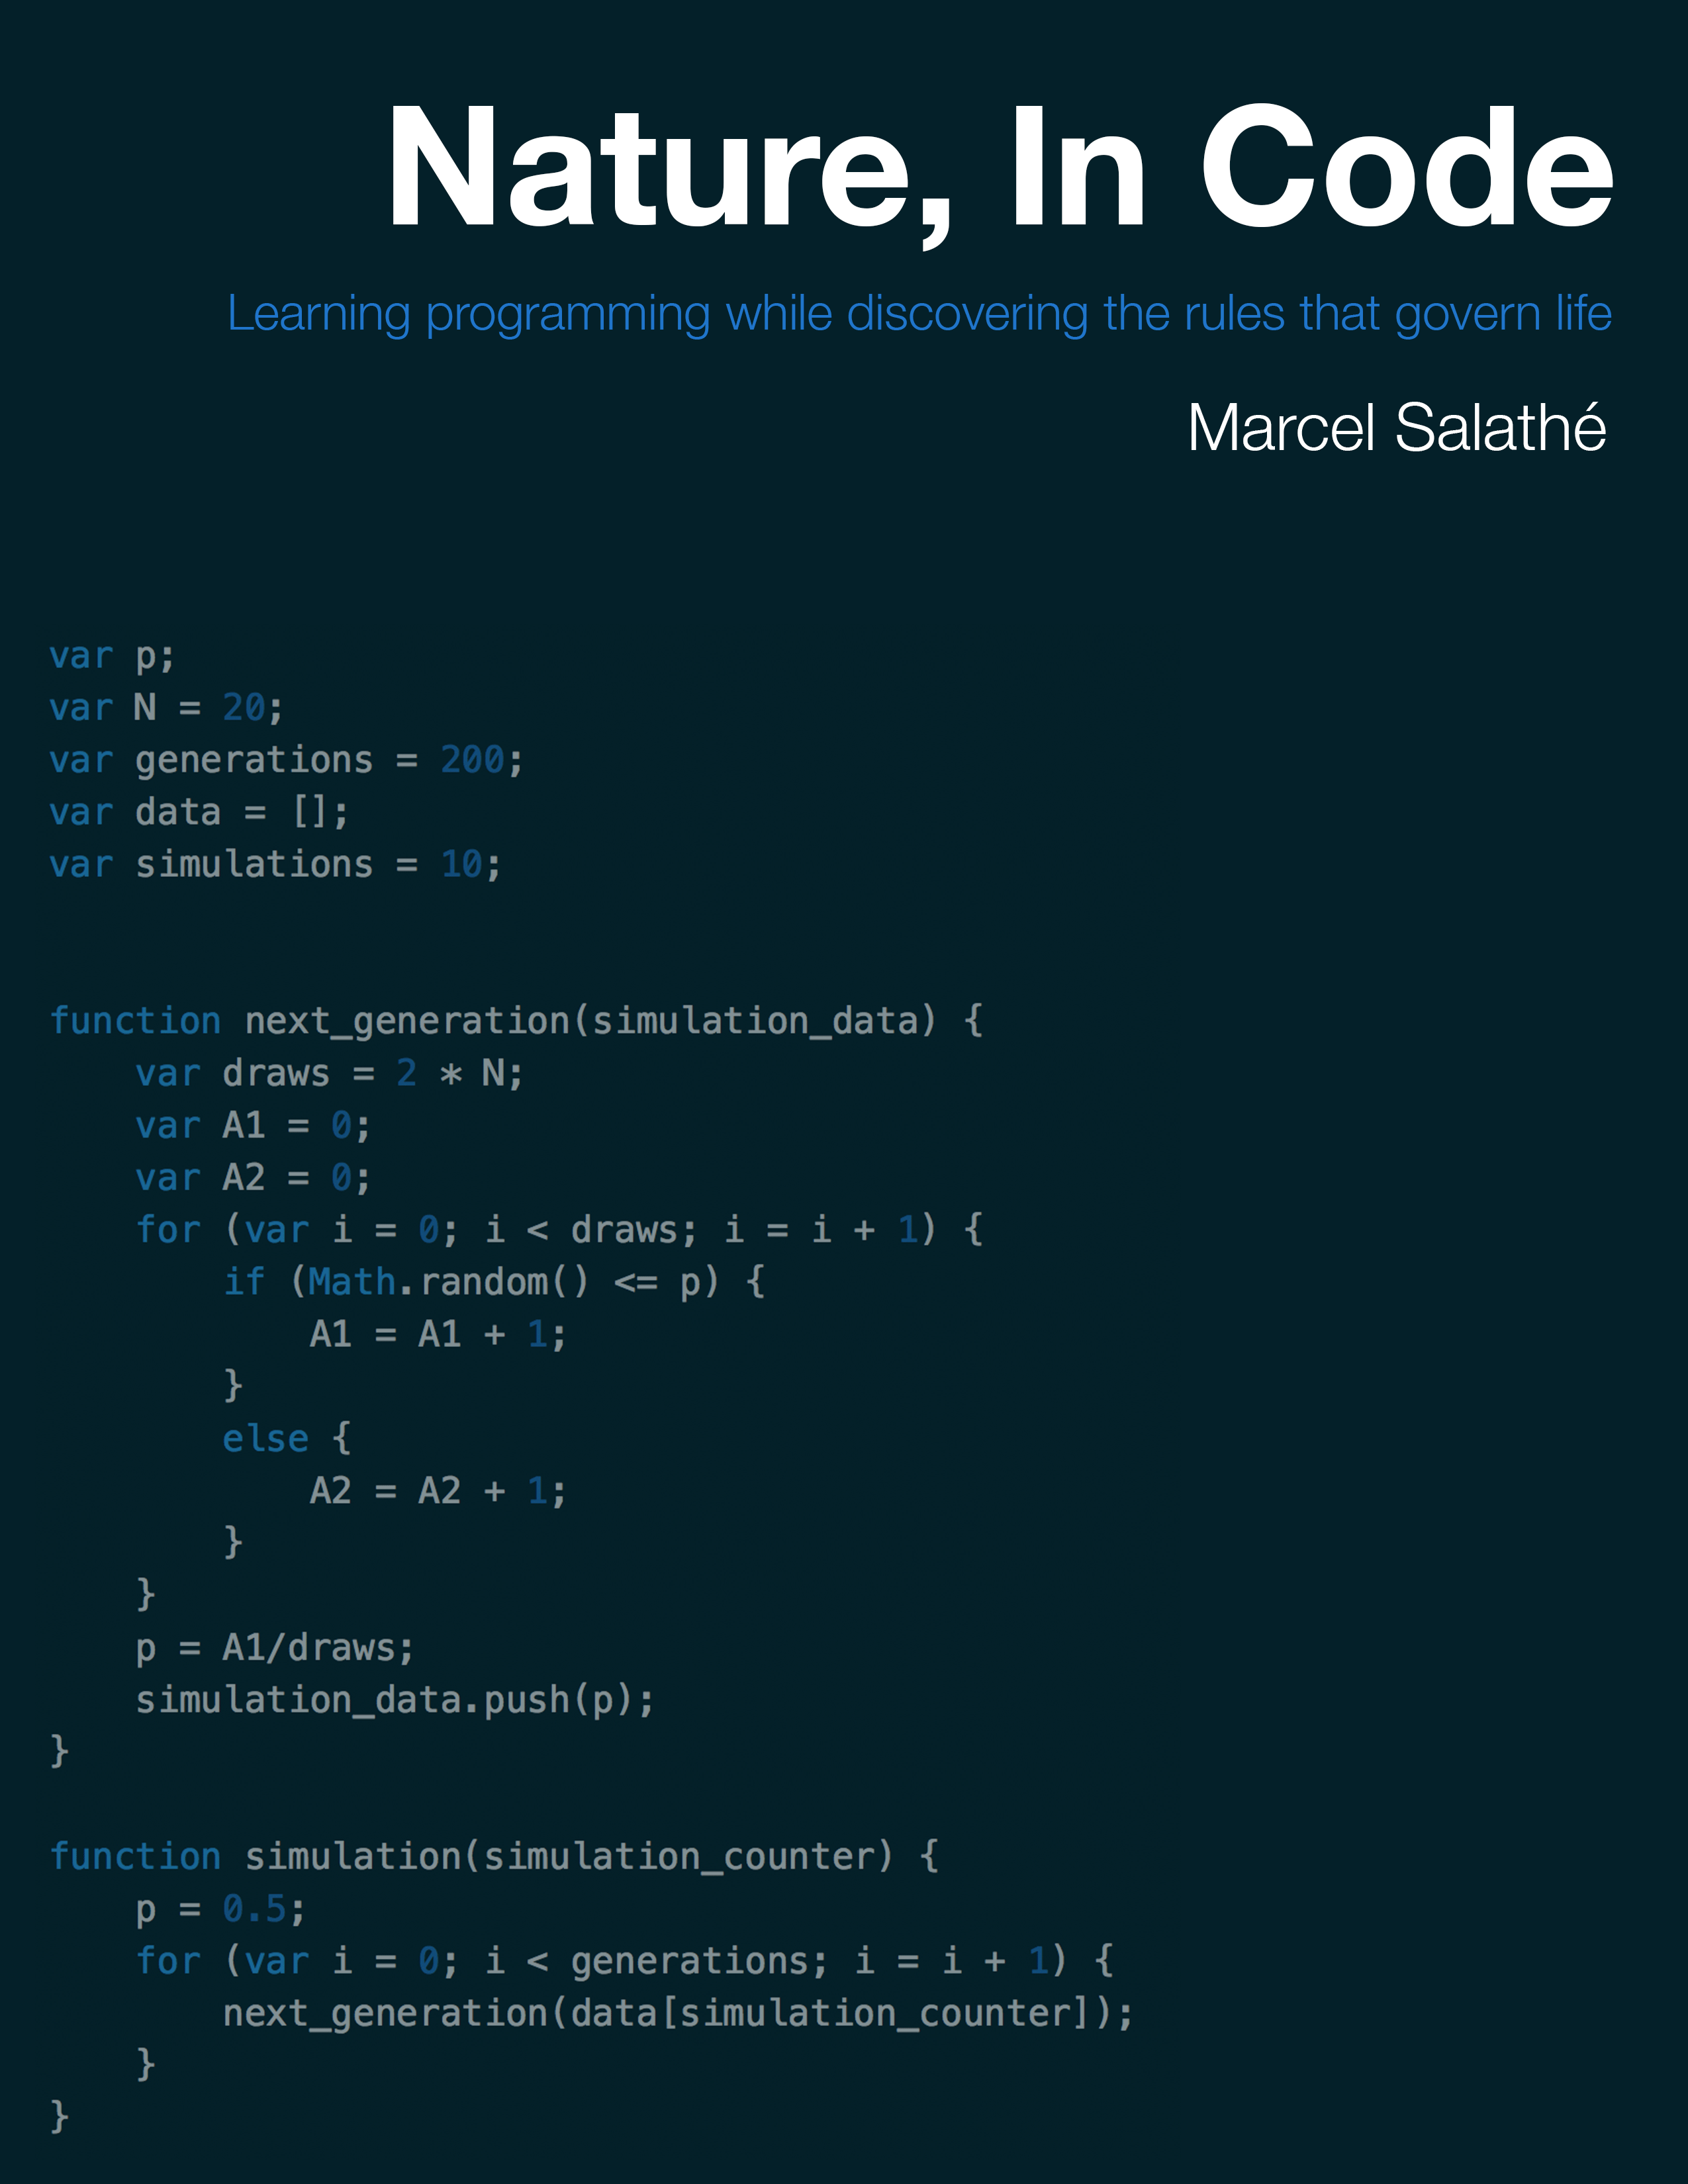 Nature, In Code
Learning programming while discovering the rules that govern life
Marcel Salathé
var p;
var N = 20;
var generations = 200;
var data = [];
var simulations = 10;
function next_generation(simulation_data) {
    var draws = 2 * N;
    var A1 = 0;
    var A2 = 0;
    for (var i = 0; i < draws; i = i + 1) {
        if (Math.random() <= p) {
            A1 = A1 + 1;
        }
        else {
            A2 = A2 + 1;
        }
    }
    p = A1/draws;
    simulation_data.push(p);
}
function simulation(simulation_counter) {
    p = 0.5;
    for (var i = 0; i < generations; i = i + 1) {
        next_generation(data[simulation_counter]);
    }
}